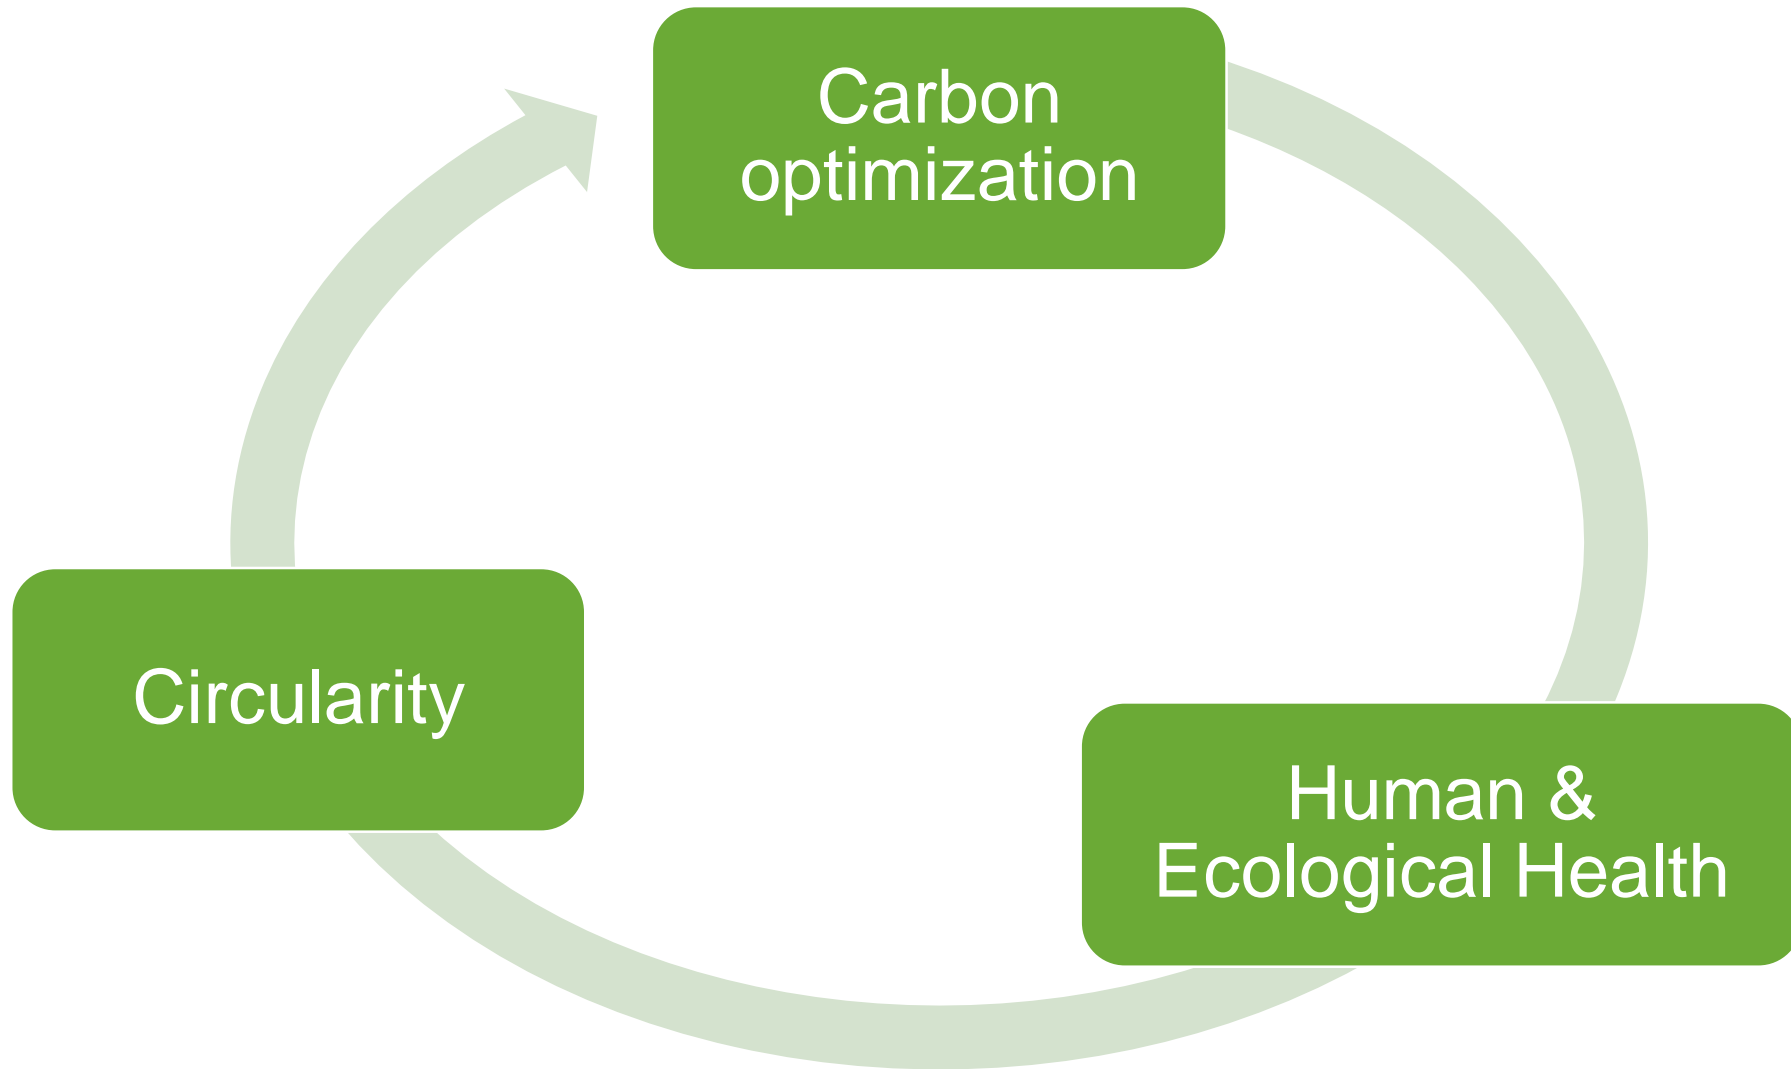 Carbon
optimization
Circularity
Human &
Ecological Health